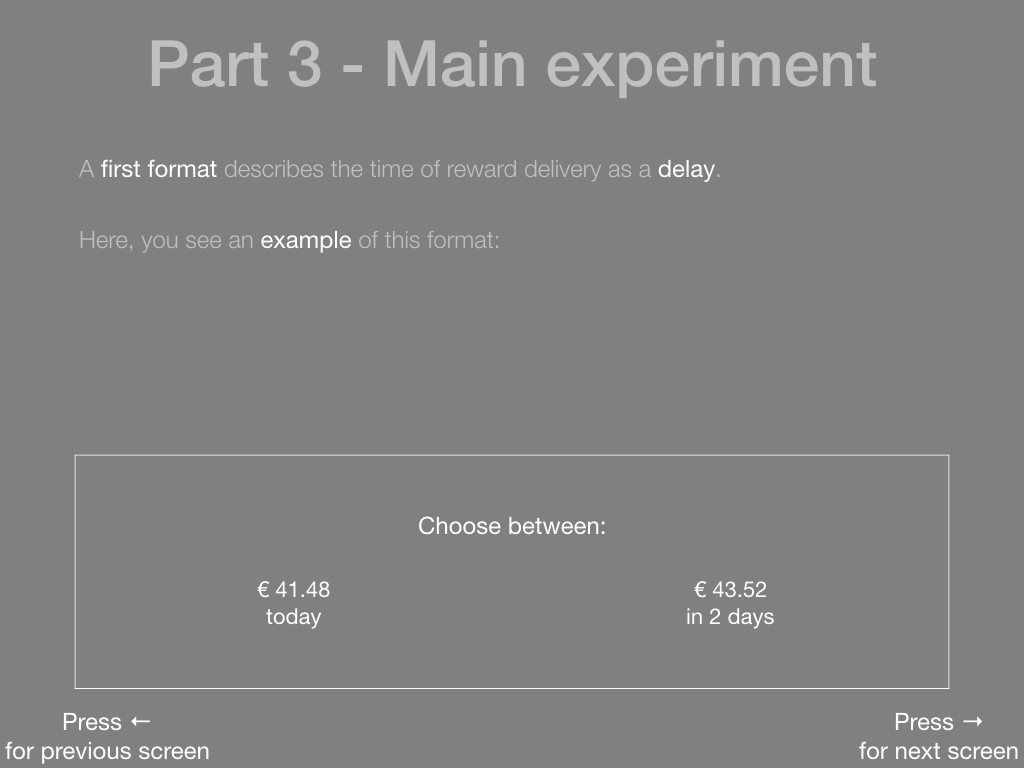 Part 3 - Main experiment
A first format describes the time of reward delivery as a delay.
Here, you see an example of this format:
Choose between:
€ 41.48 € 43.52
today in 2 days
Press ← Press →
for previous screen for next screen